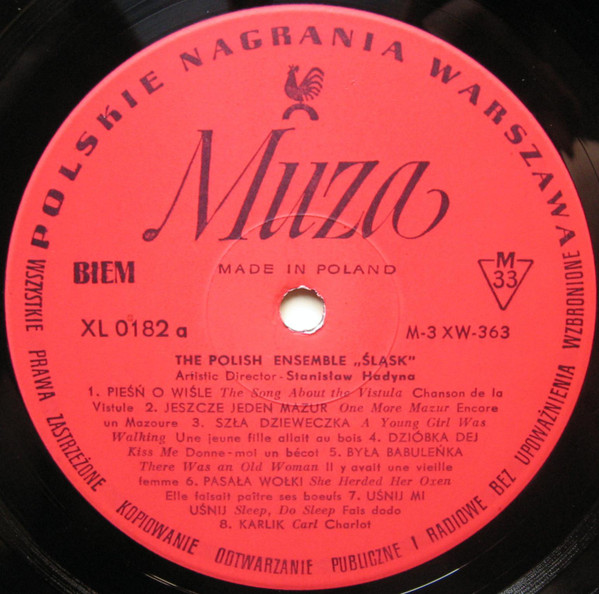 POLSKIE NAGRANIA WARSZAWA
Muza
MADE IN POLAND
BIEM
M
33
XL 0182 a
M-3 XW-363
THE POLISH ENSEMBLE „ŚLĄSK”
Artistic Director - Stanisław Hadyna
1. PIEŚŃ O WIŚLE The Song About the Vistula Chanson de la
Vistule 2. JESZCZE JEDEN MAZUR One More Mazur Encore
un Mazoure 3. SZŁA DZIEWECZKA A Young Girl Was
Walking Une jeune fille allait au bois 4. DZIÓBKA DEJ
Kiss Me Donne-moi un bécot 5. BYŁA BABULEŃKA
There Was an Old Woman Il y avait une vieille
femme 6. PASAŁA WOŁKI She Herded Her Oxen
Elle faisait paître ses boeufs 7. UŚNIJ MI
UŚNIJ Sleep, Do Sleep Fais dodo
8. KARLIK Carl Charlot
WSZYSTKIE PRAWA ZASTRZEŻONE KOPIOWANIE ODTWARZANIE PUBLICZNE I RADIOWE BEZ UPOWAŻNIENIA WZBRONIONE